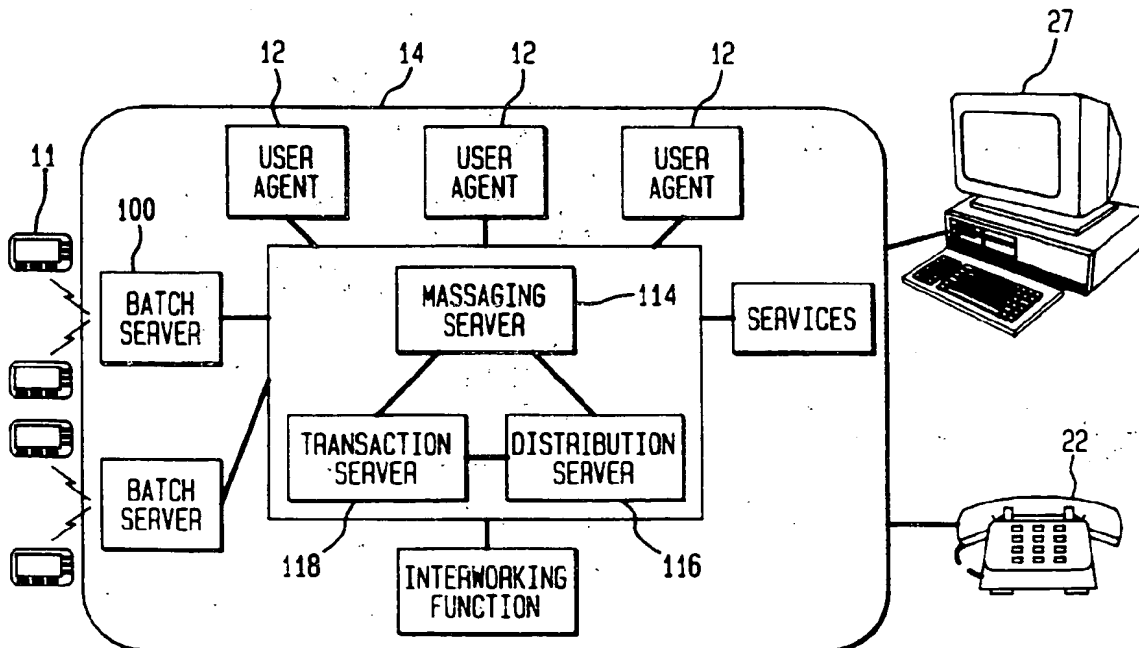 12
14
12
12
27
USER
AGENT
USER
AGENT
USER
AGENT
11
100
BATCH
SERVER
MASSAGING
SERVER
114
SERVICES
TRANSACTION
SERVER
DISTRIBUTION
SERVER
BATCH
SERVER
22
118
116
INTERWORKING
FUNCTION